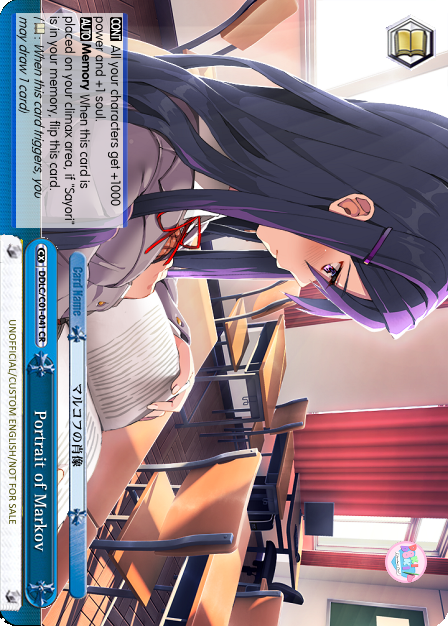 CONT All your characters get +1000
power and +1 soul.
AUTO Memory When this card is
placed on your climax area, if "Sayori"
is in your memory, flip this card.
( : When this card triggers, you
may draw 1 card)
CX DDLC/C01-041 CR
Card Name
マルコフの肖像
Portrait of Markov
UNOFFICIAL/CUSTOM ENGLISH/NOT FOR SALE